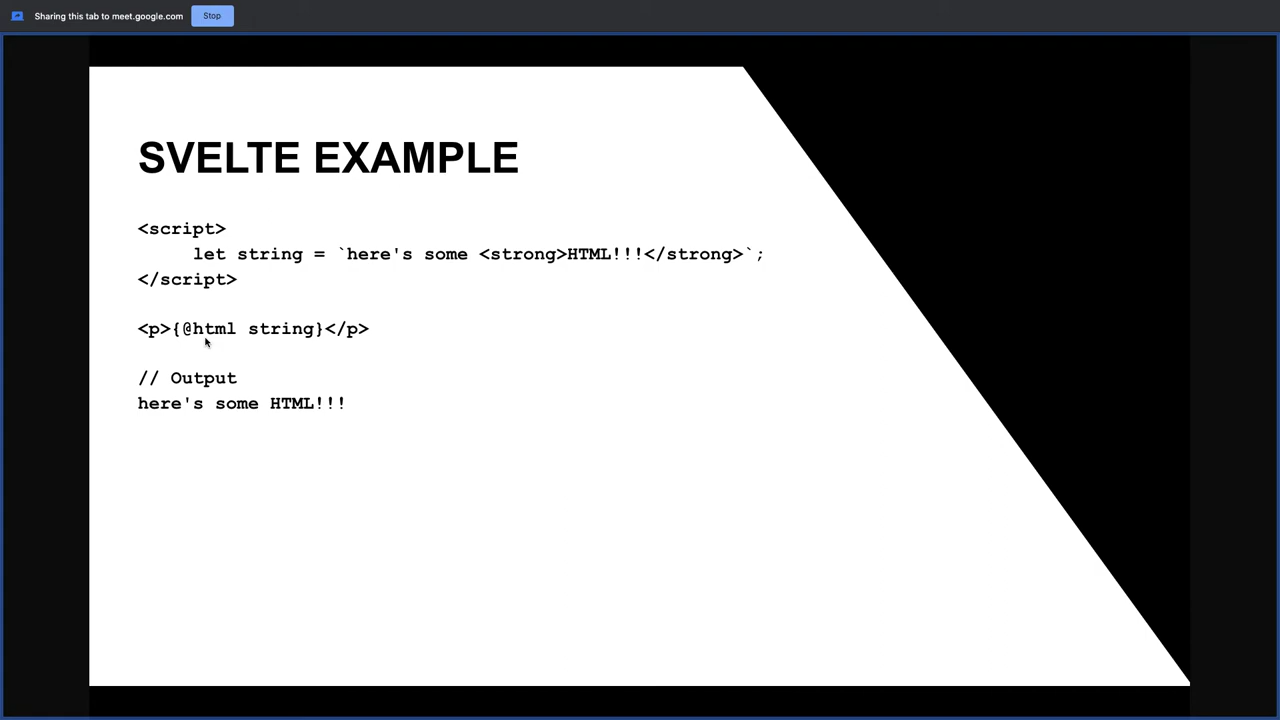 Sharing this tab to meet.google.com Stop
SVELTE EXAMPLE
<script>
let string = `here's some <strong>HTML!!!</strong>`;
</script>
<p>{@html string}</p>
// Output
here's some HTML!!!